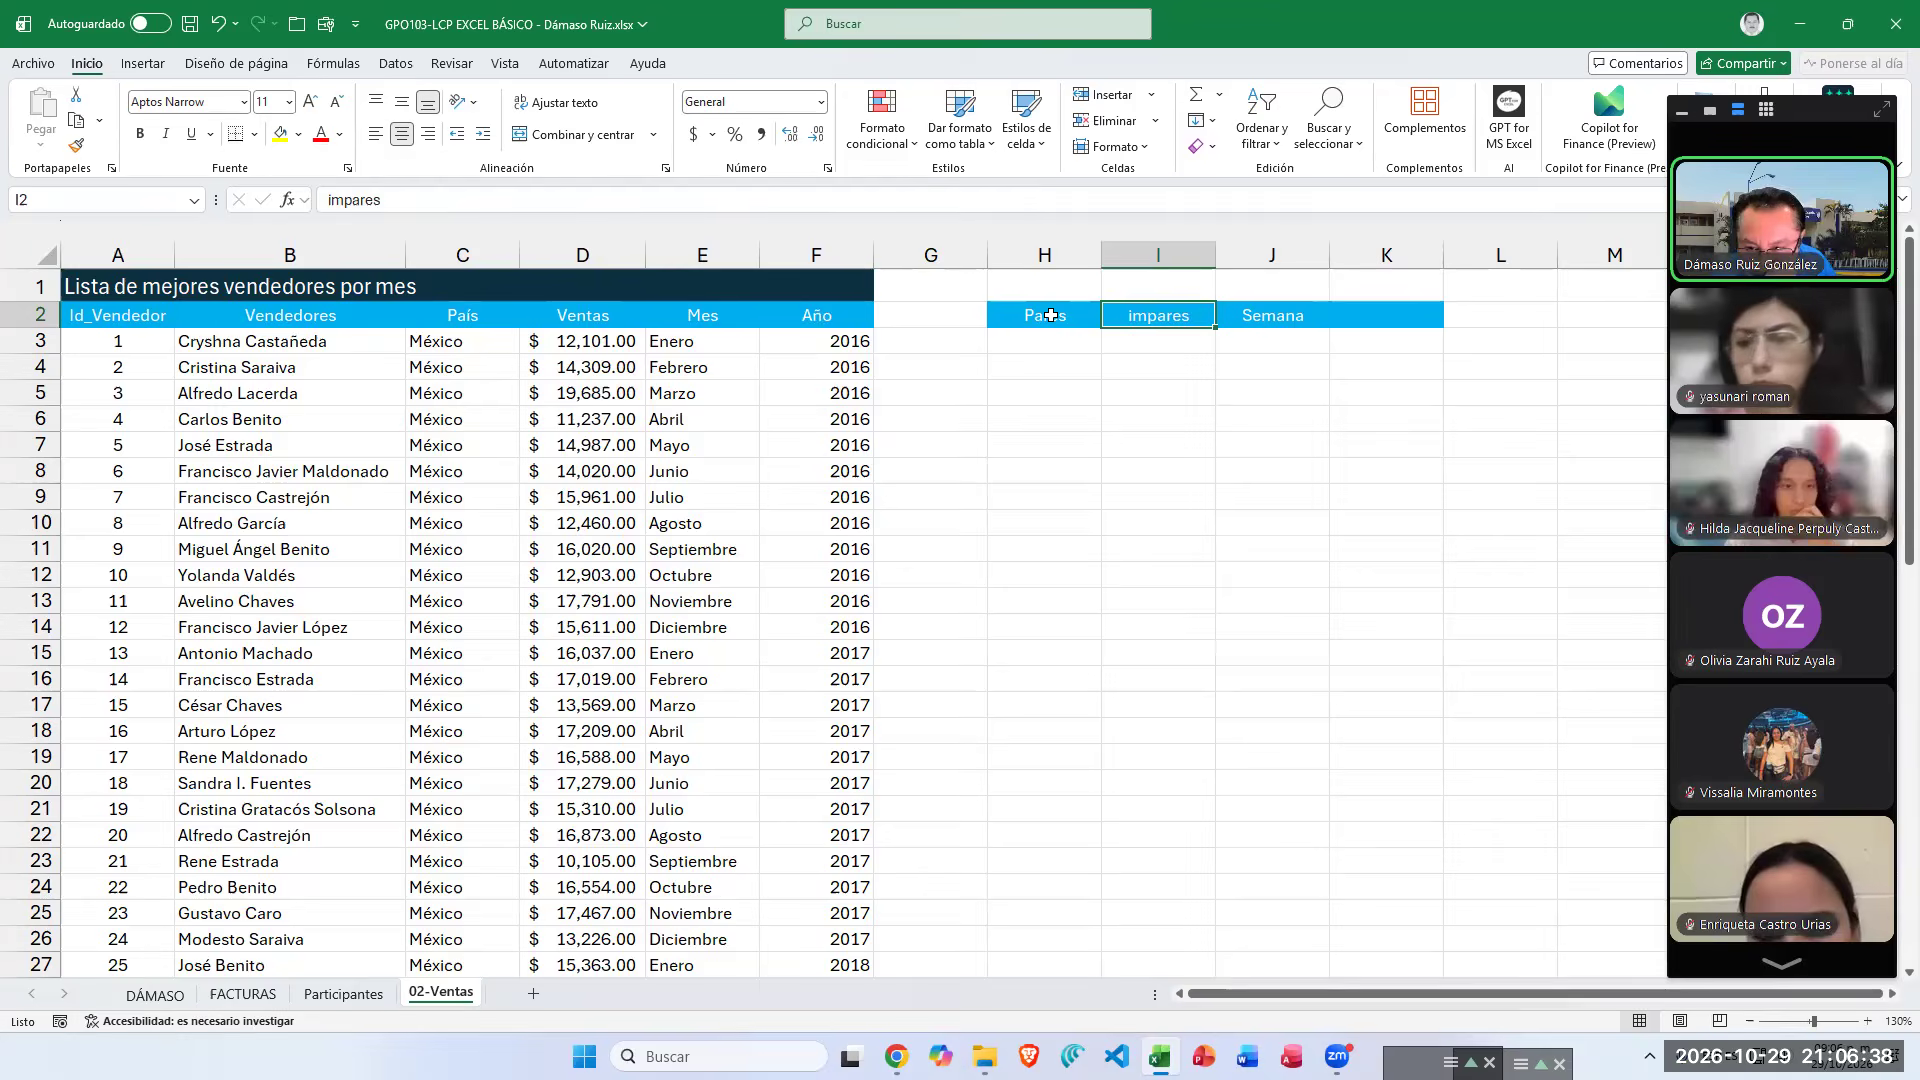 Autoguardado
GPO103-LCP EXCEL BÁSICO - Dámaso Ruiz.xlsx
Buscar
Archivo Inicio Insertar Diseño de página Fórmulas Datos Revisar Vista Automatizar Ayuda
Comentarios Compartir Ponerse al día
Pegar
Aptos Narrow 11
N K S
Ajustar texto
Combinar y centrar
General
Formato condicional
Dar formato como tabla
Estilos de celda
Insertar
Eliminar
Formato
Ordenar y filtrar
Buscar y seleccionar
Complementos
GPT for MS Excel
Copilot for Finance (Preview)
Portapapeles Fuente Alineación Número Estilos Celdas Edición Complementos AI Copilot for Finance (Pre
I2 fx impares
A B C D E F G H I J K L M
1 Lista de mejores vendedores por mes
2 Id_Vendedor Vendedores País Ventas Mes Año impares Semana
3 1 Cryshna Castañeda México $ 12,101.00 Enero 2016
4 2 Cristina Saraiva México $ 14,309.00 Febrero 2016
5 3 Alfredo Lacerda México $ 19,685.00 Marzo 2016
6 4 Carlos Benito México $ 11,237.00 Abril 2016
7 5 José Estrada México $ 14,987.00 Mayo 2016
8 6 Francisco Javier Maldonado México $ 14,020.00 Junio 2016
9 7 Francisco Castrejón México $ 15,961.00 Julio 2016
10 8 Alfredo García México $ 12,460.00 Agosto 2016
11 9 Miguel Ángel Benito México $ 16,020.00 Septiembre 2016
12 10 Yolanda Valdés México $ 12,903.00 Octubre 2016
13 11 Avelino Chaves México $ 17,791.00 Noviembre 2016
14 12 Francisco Javier López México $ 15,611.00 Diciembre 2016
15 13 Antonio Machado México $ 16,037.00 Enero 2017
16 14 Francisco Estrada México $ 17,019.00 Febrero 2017
17 15 César Chaves México $ 13,569.00 Marzo 2017
18 16 Arturo López México $ 17,209.00 Abril 2017
19 17 Rene Maldonado México $ 16,588.00 Mayo 2017
20 18 Sandra I. Fuentes México $ 17,279.00 Junio 2017
21 19 Cristina Gratacós Solsona México $ 15,310.00 Julio 2017
22 20 Alfredo Castrejón México $ 16,873.00 Agosto 2017
23 21 Rene Estrada México $ 10,105.00 Septiembre 2017
24 22 Pedro Benito México $ 16,554.00 Octubre 2017
25 23 Gustavo Caro México $ 17,467.00 Noviembre 2017
26 24 Modesto Saraiva México $ 13,226.00 Diciembre 2017
27 25 José Benito México $ 15,363.00 Enero 2018
Dámaso Ruiz González
yasunari roman
Hilda Jacqueline Perpuly Cast...
OZ
Olivia Zarahi Ruiz Ayala
Vissalia Miramontes
Enriqueta Castro Urias
DÁMASO FACTURAS Participantes 02-Ventas
Listo Accesibilidad: es necesario investigar 130%
Buscar
zm
2026-10-29 21:06:38